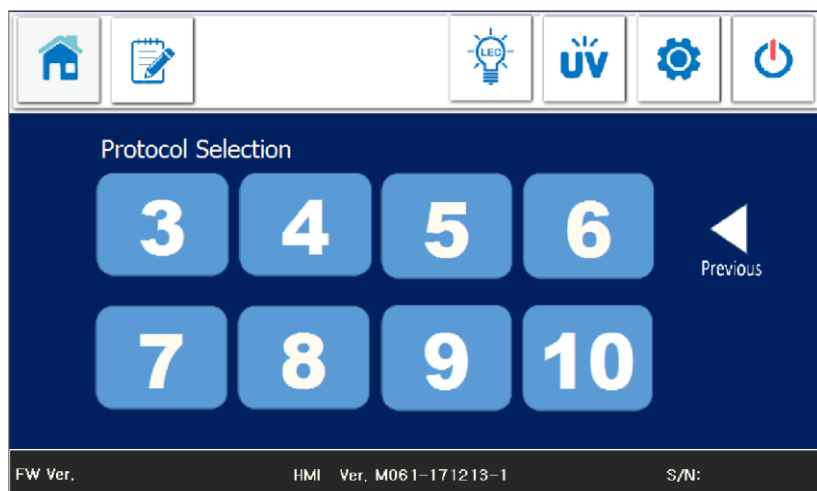 LED
UV
Protocol Selection
3 4 5 6
Previous
7 8 9 10
FW Ver. HMI Ver. M061-171213-1 S/N: